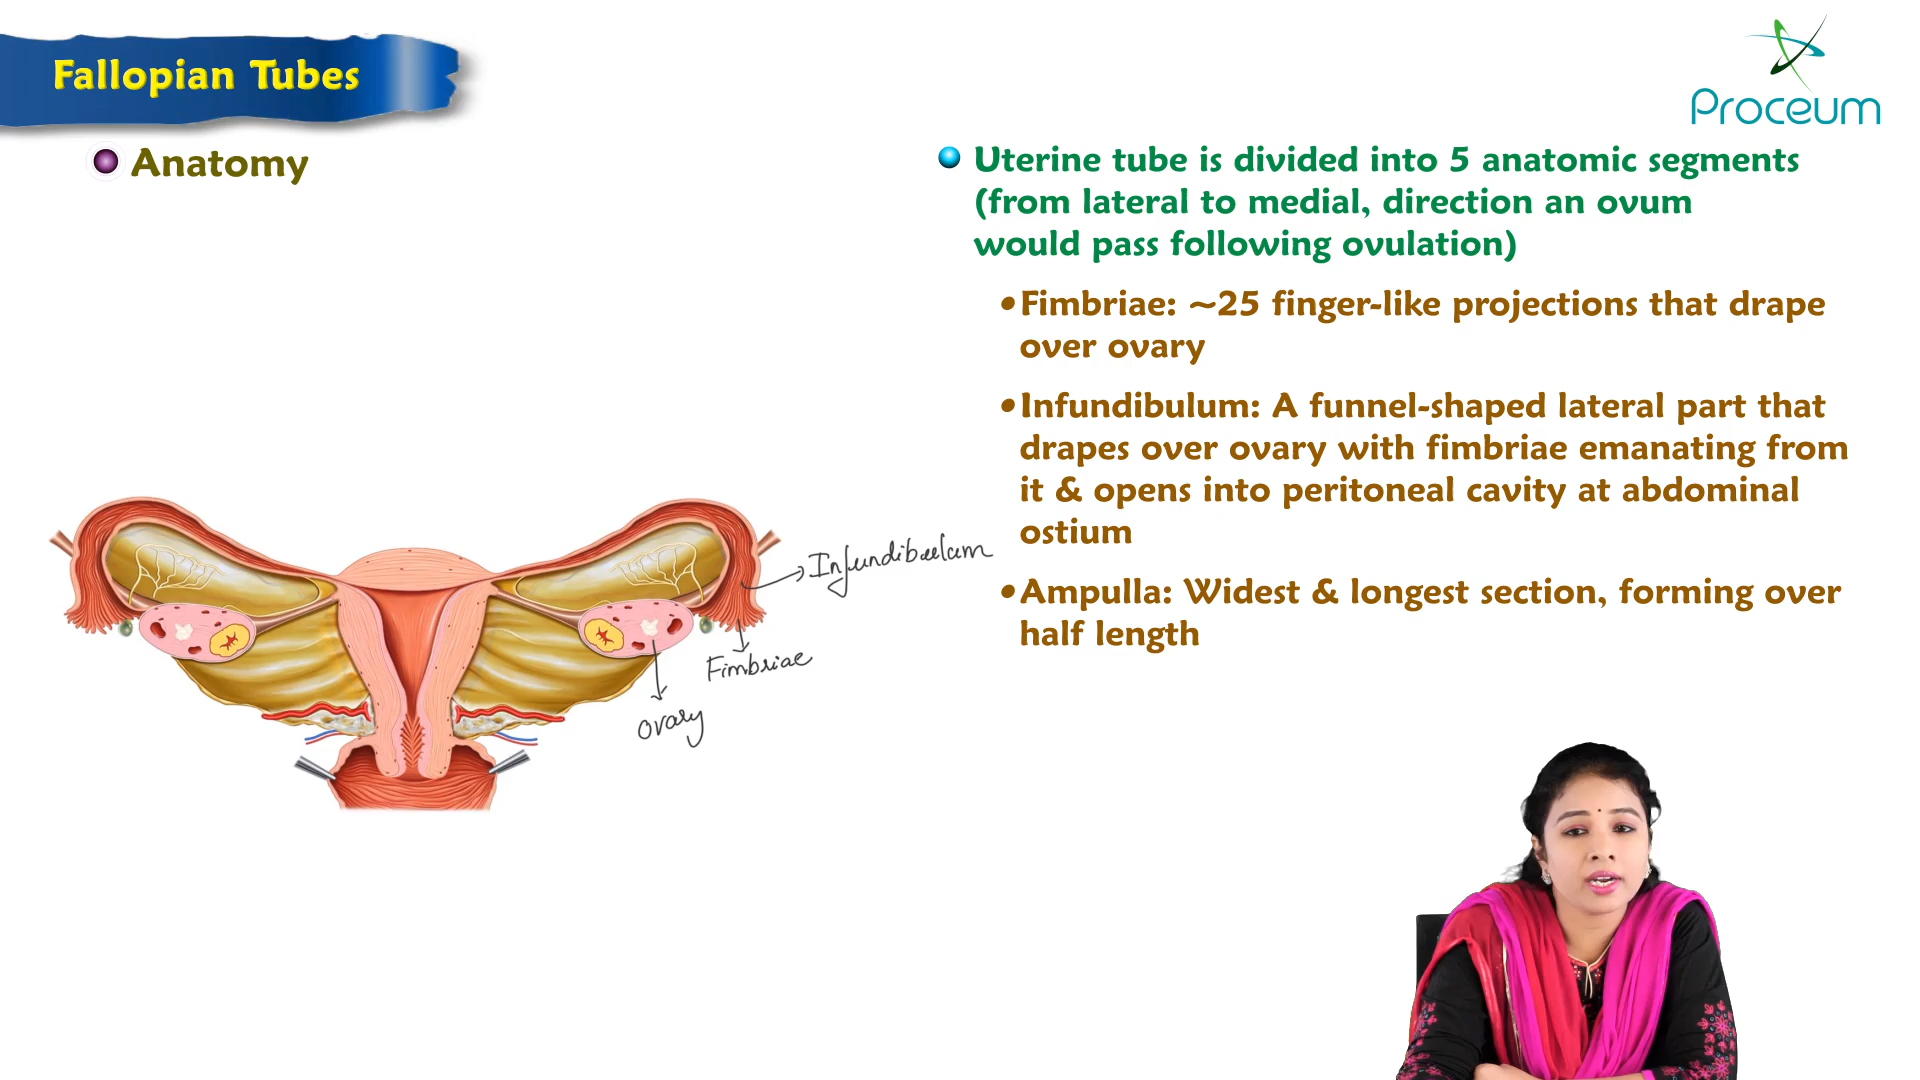 Fallopian Tubes
Proceum
Anatomy
Uterine tube is divided into 5 anatomic segments
(from lateral to medial, direction an ovum
would pass following ovulation)
•Fimbriae: ~25 finger-like projections that drape
over ovary
•Infundibulum: A funnel-shaped lateral part that
drapes over ovary with fimbriae emanating from
it & opens into peritoneal cavity at abdominal
ostium
•Ampulla: Widest & longest section, forming over
half length
Infundibulum
Fimbriae
Ovary